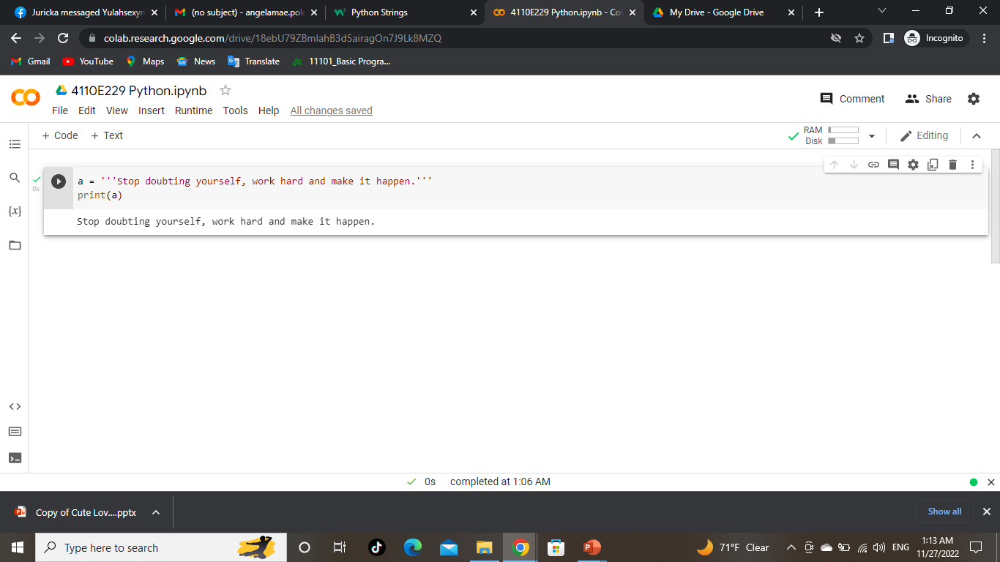 Juricka messaged Yulahsexyn
(no subject) - angelamae.pol
Python Strings
4110E229 Python.ipynb - Co
My Drive - Google Drive
colab.research.google.com/drive/18ebU79ZBmlahB3d5airagOn7J9Lk8MZQ
Incognito
Gmail
YouTube
Maps
News
Translate
11101_Basic Progra...
4110E229 Python.ipynb
Comment
Share
File Edit View Insert Runtime Tools Help All changes saved
+ Code + Text
RAM
Disk
Editing
0s
a = '''Stop doubting yourself, work hard and make it happen.'''
print(a)
{x}
Stop doubting yourself, work hard and make it happen.
0s completed at 1:06 AM
Copy of Cute Lov....pptx
Show all
Type here to search
71°F Clear
ENG
1:13 AM
11/27/2022